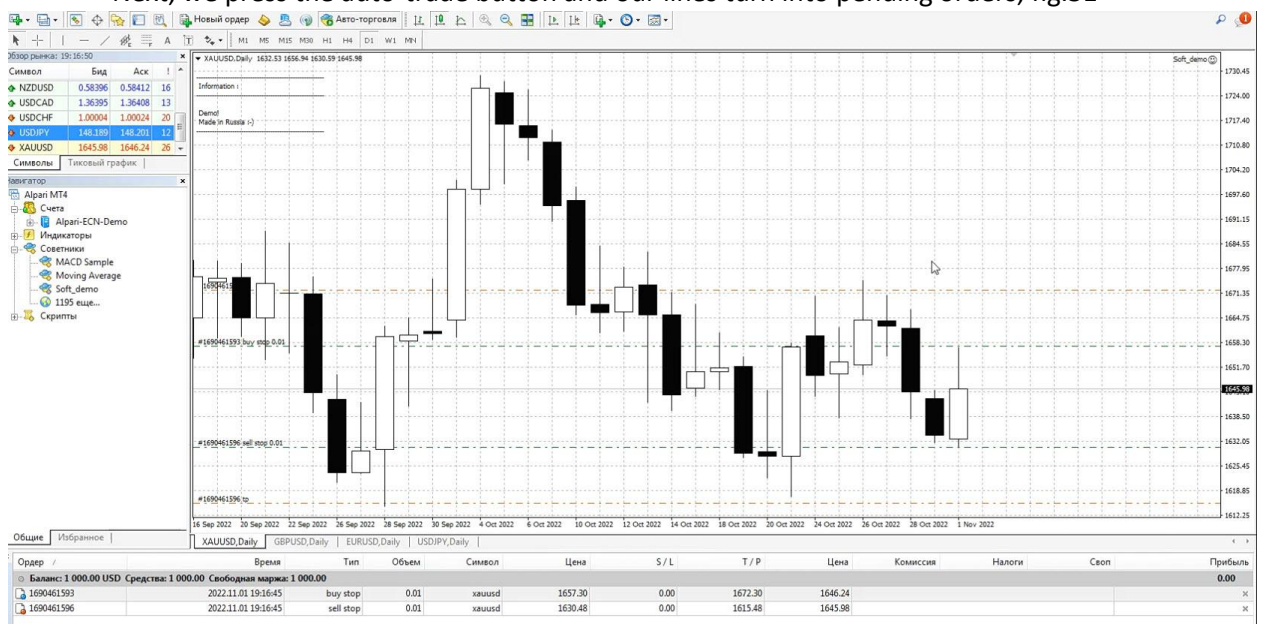 Next, we press the auto-trade button and our lines turn into pending orders, fig.31
Новый ордер Авто-торговля
A T M1 M5 M15 M30 H1 H4 D1 W1 MN
Обзор рынка: 19:16:50
Символ Бид Аск !
NZDUSD 0.58396 0.58412 16
USDCAD 1.36395 1.36408 13
USDCHF 1.00004 1.00024 20
USDJPY 148.189 148.201 12
XAUUSD 1645.98 1646.24 26
Символы Тиковый график
Навигатор
Alpari MT4
Счета
Alpari-ECN-Demo
Индикаторы
Советники
MACD Sample
Moving Average
Soft_demo
1195 еще...
Скрипты
Общие Избранное
XAUUSD,Daily 1632.53 1656.94 1630.59 1645.98
Soft_demo
Information :
Demo!
Made in Russia :-)
#1690461593 buy stop 0.01
#1690461596 sell stop 0.01
#1690461596 tp
1730.45
1724.00
1717.40
1710.80
1704.20
1697.60
1691.15
1684.55
1677.95
1671.35
1664.75
1658.30
1651.70
1645.98
1638.50
1632.05
1625.45
1618.85
1612.25
16 Sep 2022 20 Sep 2022 22 Sep 2022 26 Sep 2022 28 Sep 2022 30 Sep 2022 4 Oct 2022 6 Oct 2022 10 Oct 2022 12 Oct 2022 14 Oct 2022 18 Oct 2022 20 Oct 2022 24 Oct 2022 26 Oct 2022 28 Oct 2022 1 Nov 2022
XAUUSD,Daily GBPUSD,Daily EURUSD,Daily USDJPY,Daily
Ордер / Время Тип Объем Символ Цена S / L T / P Цена Комиссия Налоги Своп Прибыль
Баланс: 1 000.00 USD Средства: 1 000.00 Свободная маржа: 1 000.00 0.00
1690461593 2022.11.01 19:16:45 buy stop 0.01 xauusd 1657.30 0.00 1672.30 1646.24
1690461596 2022.11.01 19:16:45 sell stop 0.01 xauusd 1630.48 0.00 1615.48 1645.98